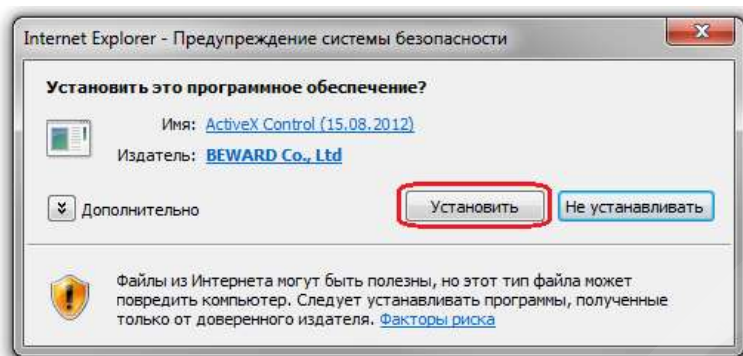 Internet Explorer - Предупреждение системы безопасности
Установить это программное обеспечение?
Имя: ActiveX Control (15.08.2012)
Издатель: BEWARD Co., Ltd
Дополнительно
Установить
Не устанавливать
Файлы из Интернета могут быть полезны, но этот тип файла может
повредить компьютер. Следует устанавливать программы, полученные
только от доверенного издателя. Факторы риска